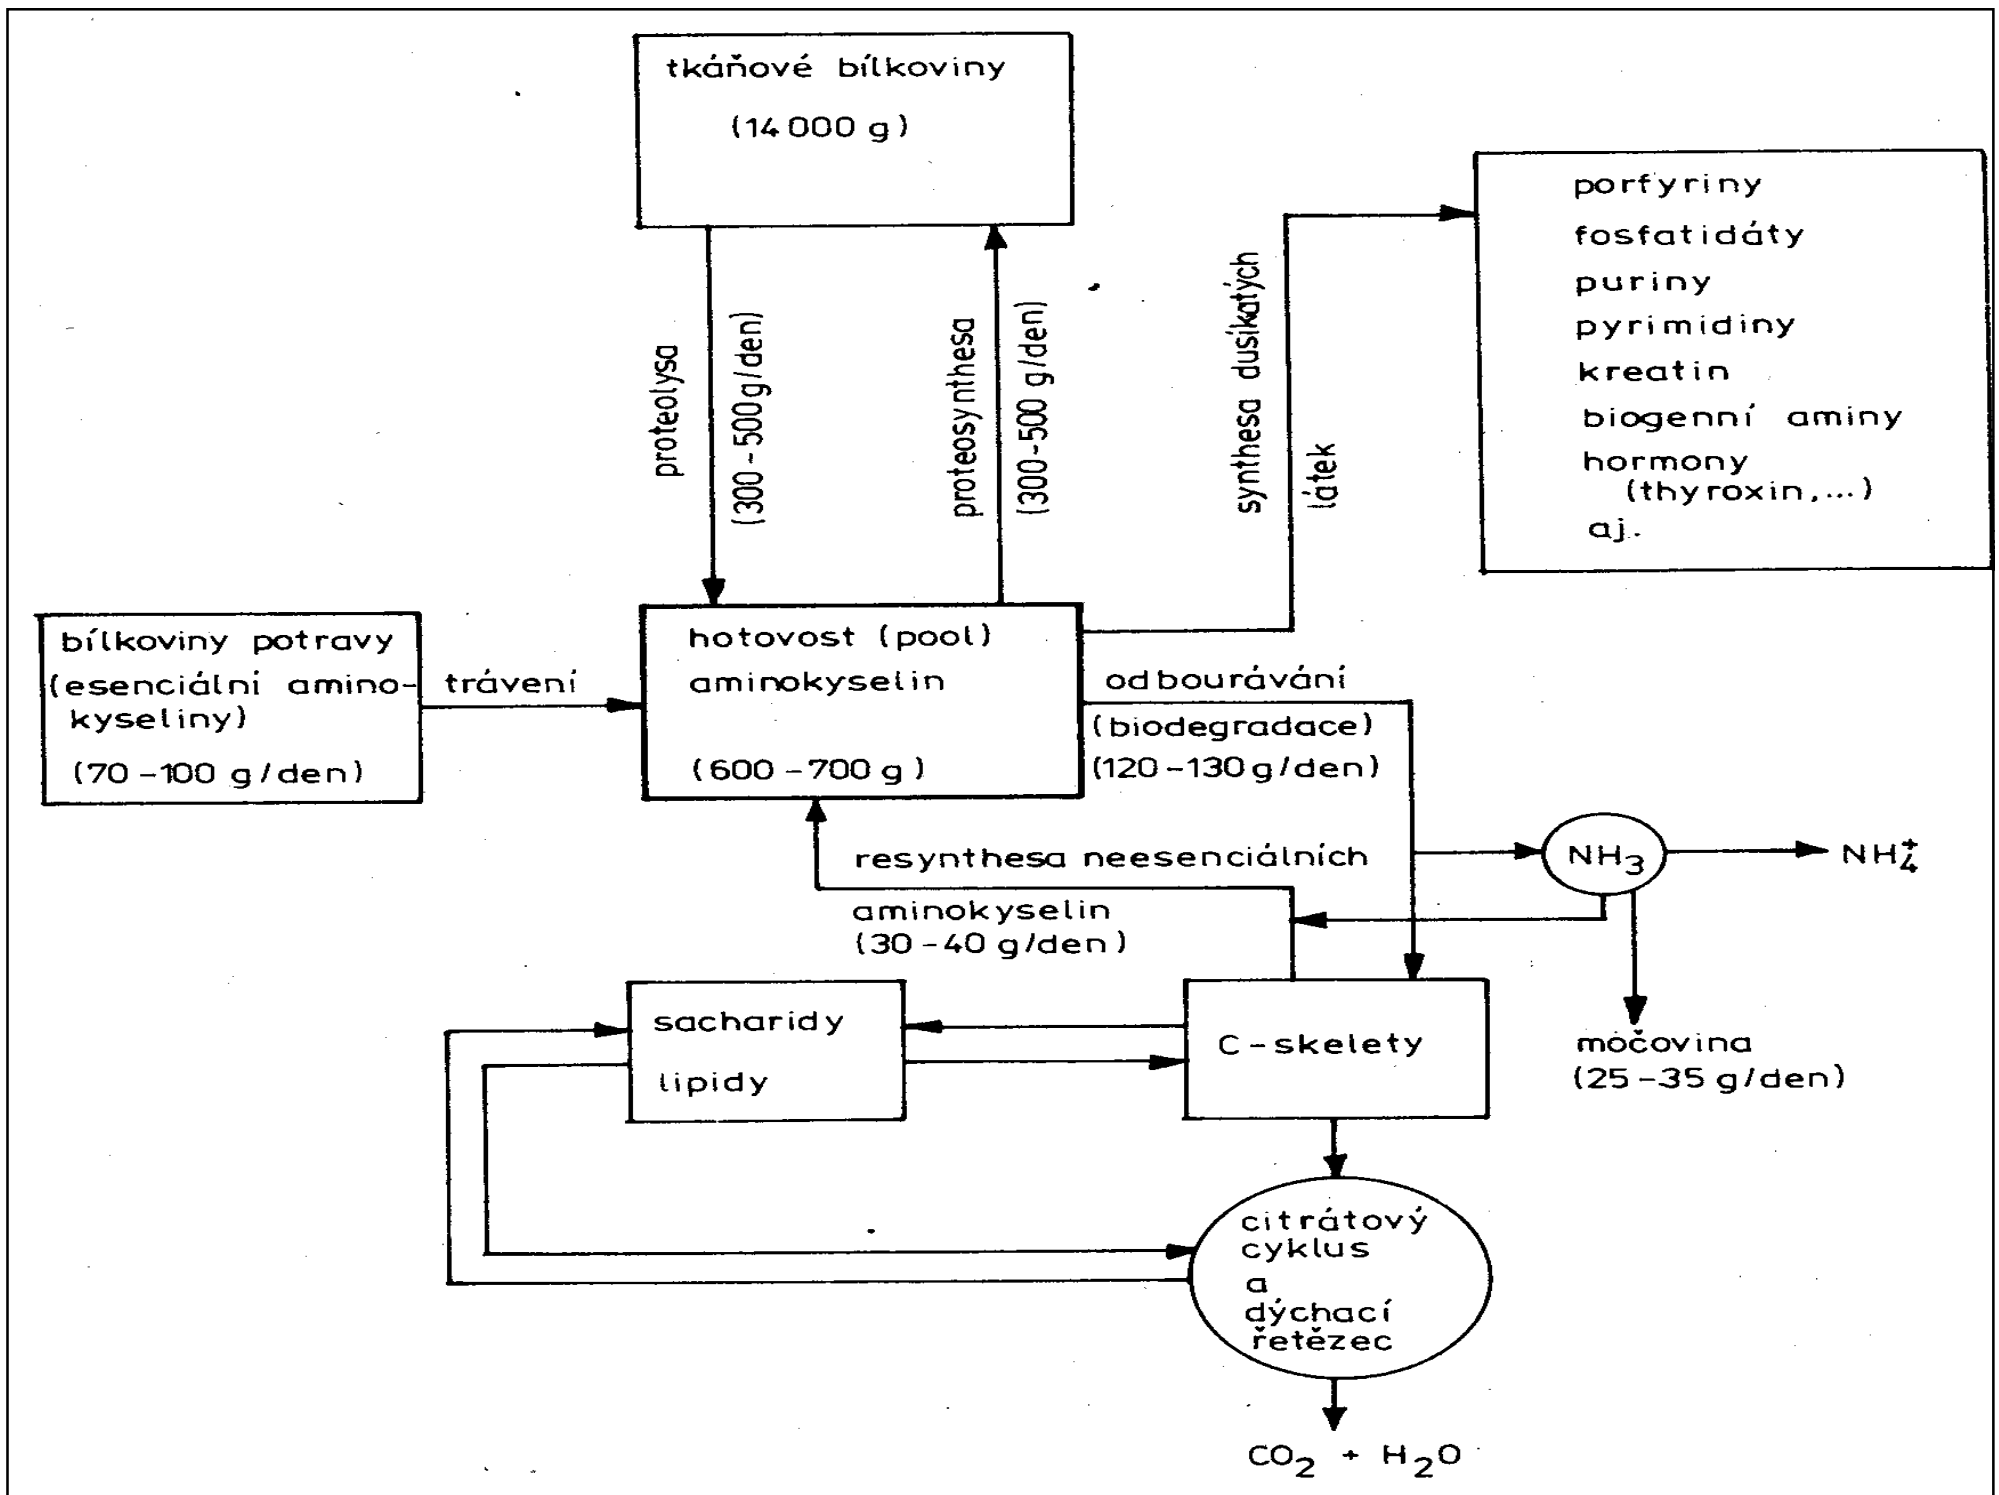 tkáňové bílkoviny
(14 000 g)
porfyriny
fosfatidáty
puriny
pyrimidiny
kreatin
biogenní aminy
hormony
(thyroxin,...)
aj.
proteolysa
(300-500g/den)
proteosynthesa
(300-500 g/den)
synthesa dusíkatých
látek
bílkoviny potravy
(esenciální amino-
kyseliny)
(70-100 g/den)
trávení
hotovost (pool)
aminokyselin
(600-700 g)
odbourávání
(biodegradace)
(120-130g/den)
resynthesa neesenciálních
aminokyselin
(30-40 g/den)
NH₃
NH₄⁺
močovina
(25-35 g/den)
sacharidy
lipidy
C-skelety
citrátový
cyklus
a
dýchací
řetězec
CO₂ + H₂O